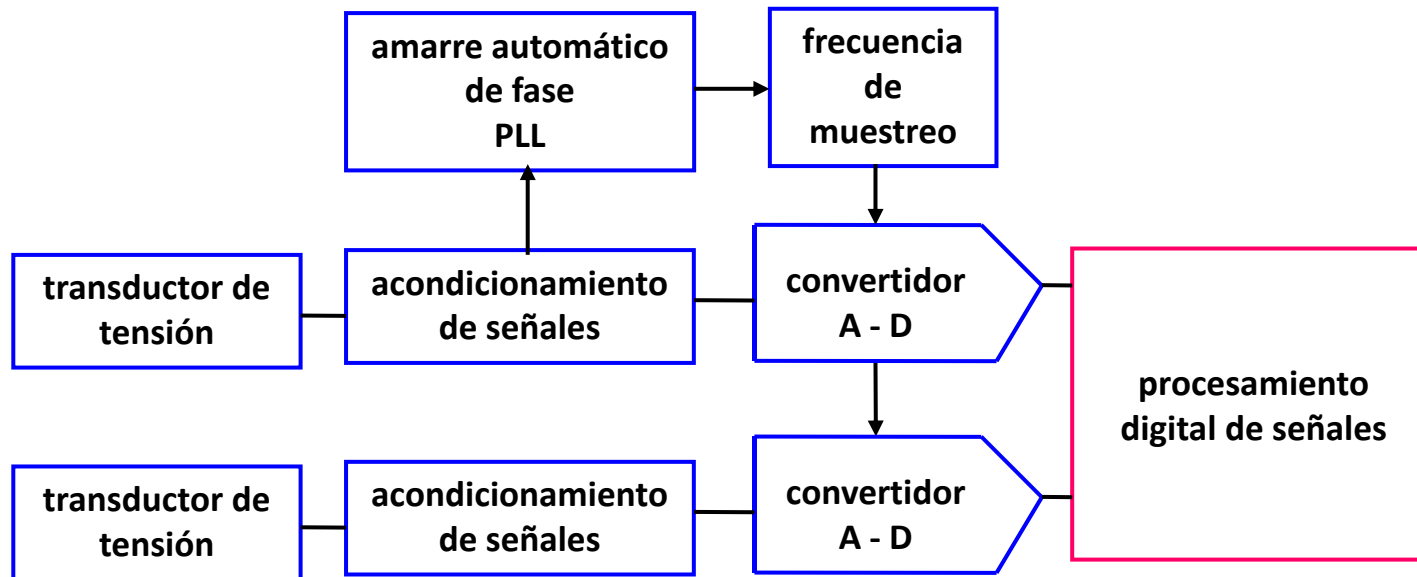 amarre automático
de fase
PLL
frecuencia
de
muestreo
transductor de
tensión
acondicionamiento
de señales
convertidor
A - D
procesamiento
digital de señales
transductor de
tensión
acondicionamiento
de señales
convertidor
A - D